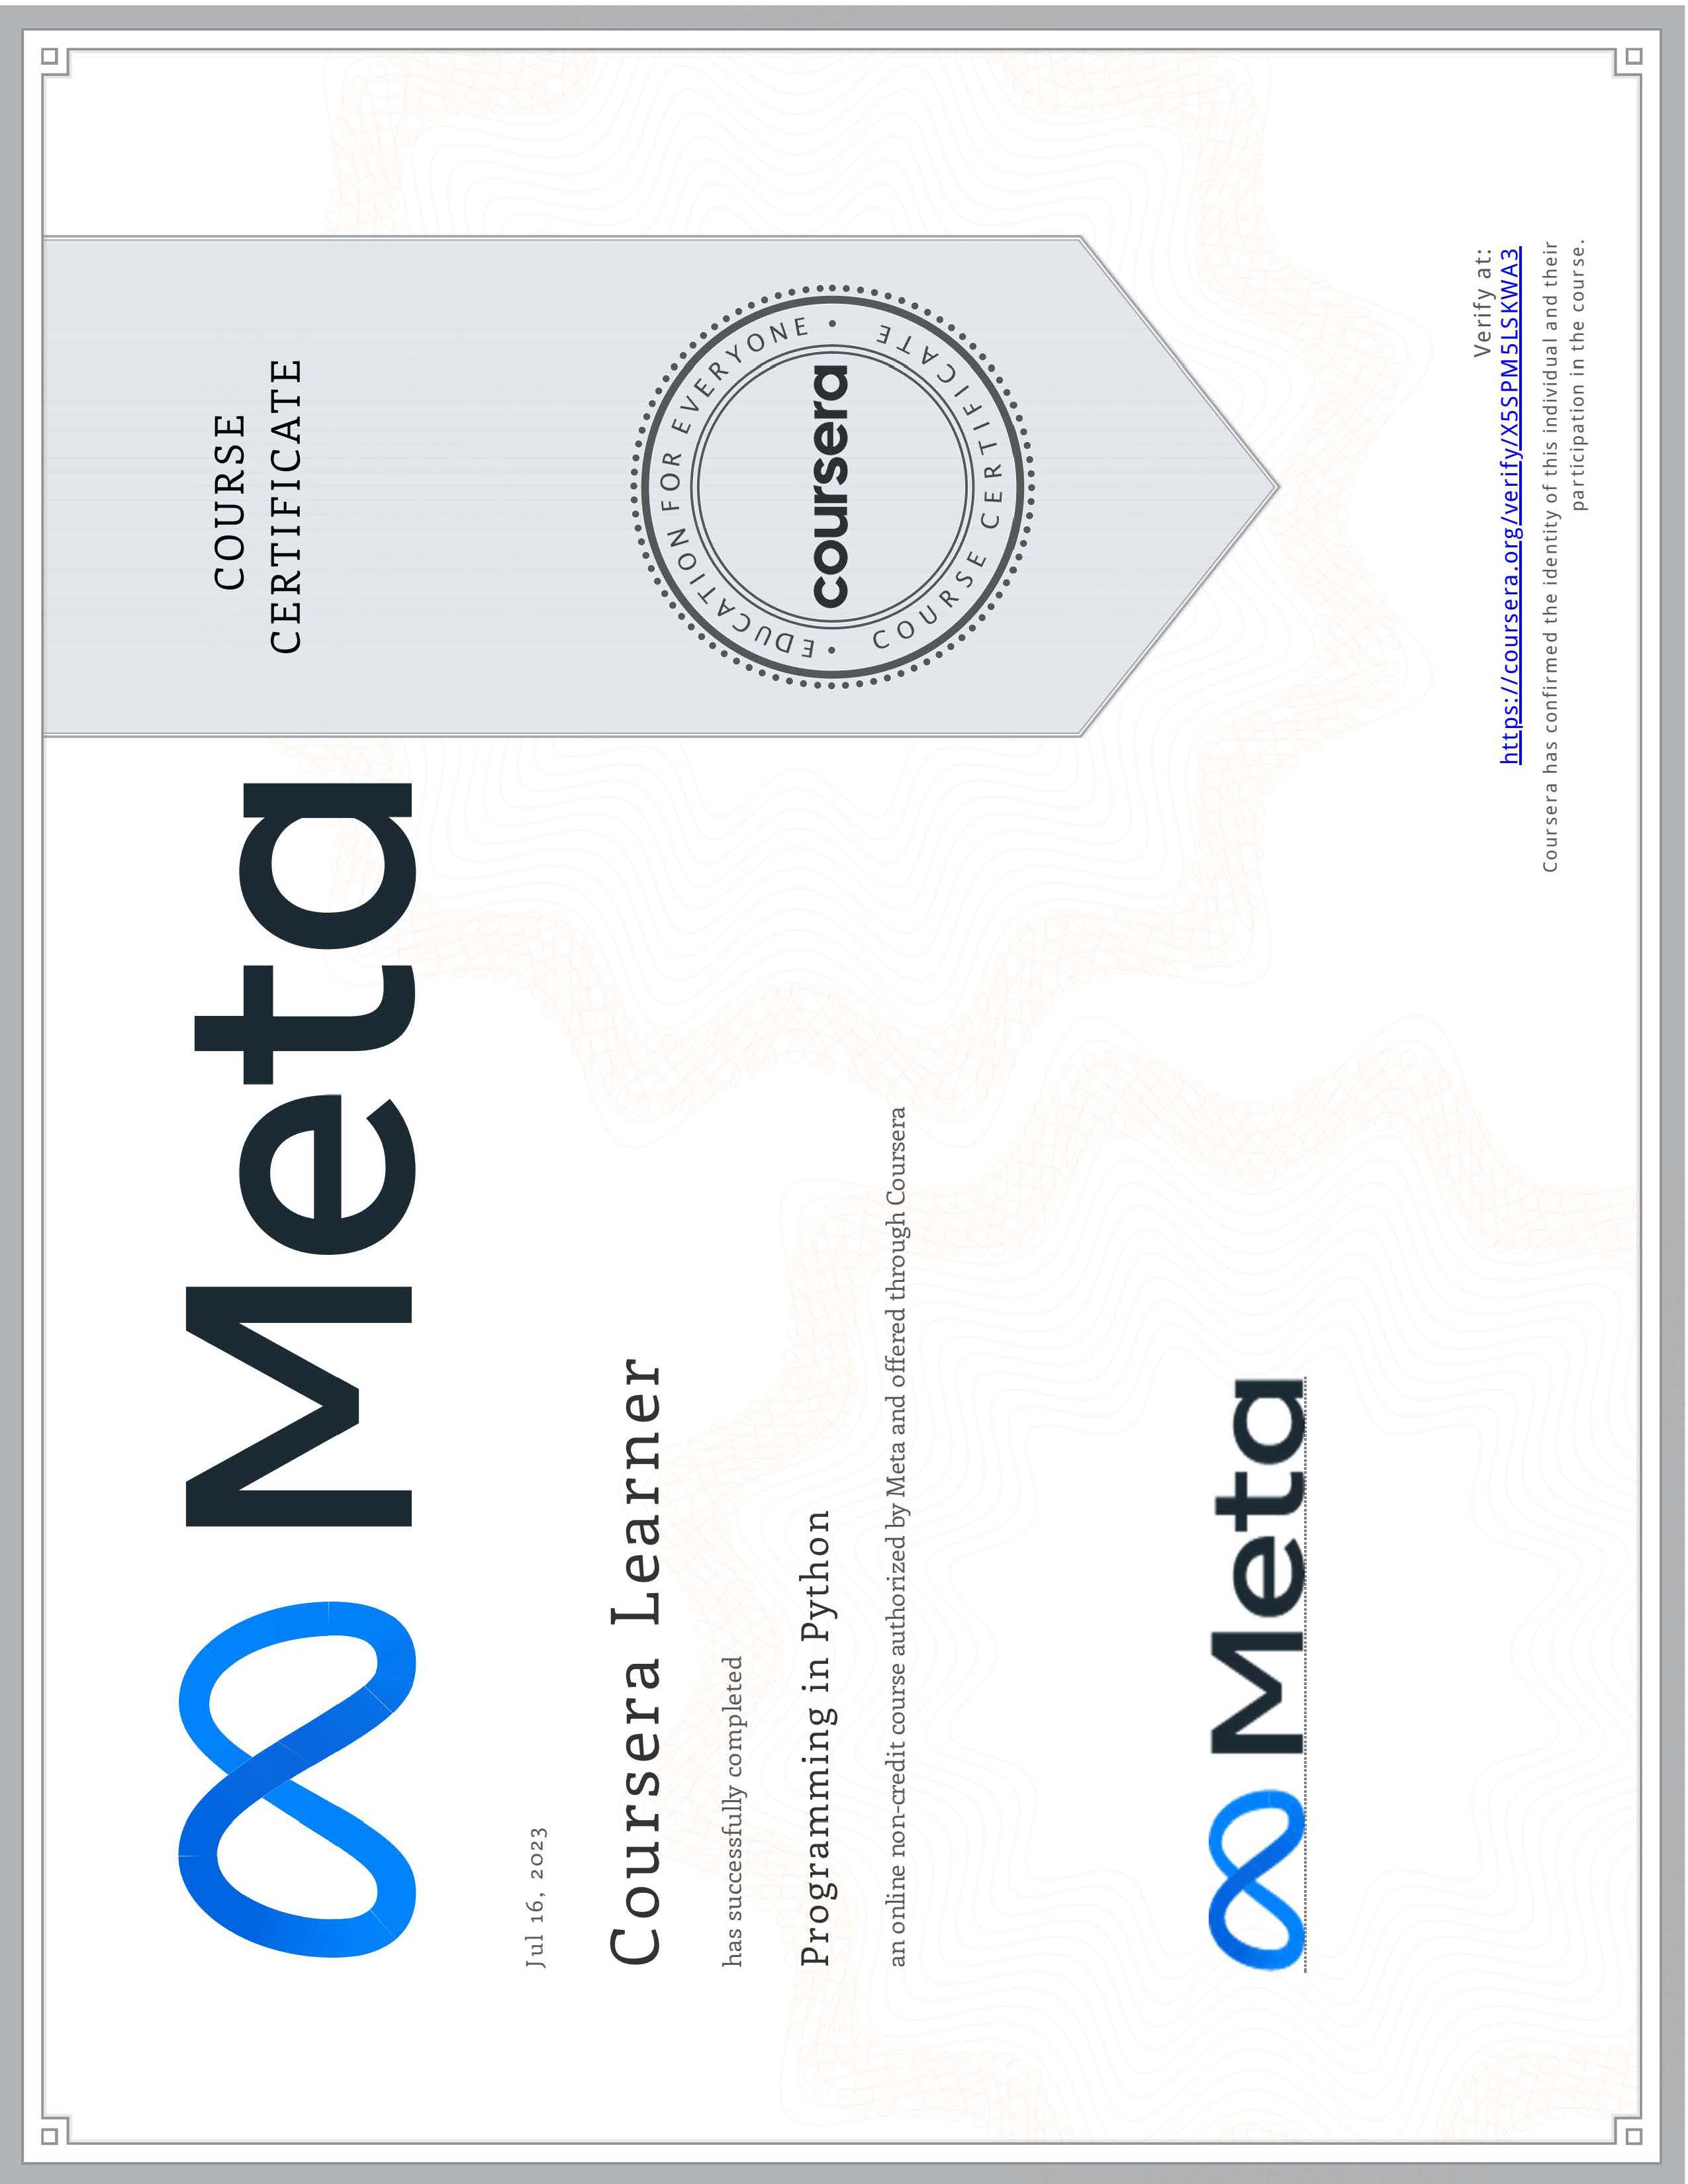 Meta
COURSE
CERTIFICATE
Jul 16, 2023
Coursera Learner
has successfully completed
Programming in Python
an online non-credit course authorized by Meta and offered through Coursera
EDUCATION FOR EVERYONE
coursera
COURSE CERTIFICATE
Meta
Verify at:
https://coursera.org/verify/X5SPM5LSKWA3
Coursera has confirmed the identity of this individual and their
participation in the course.